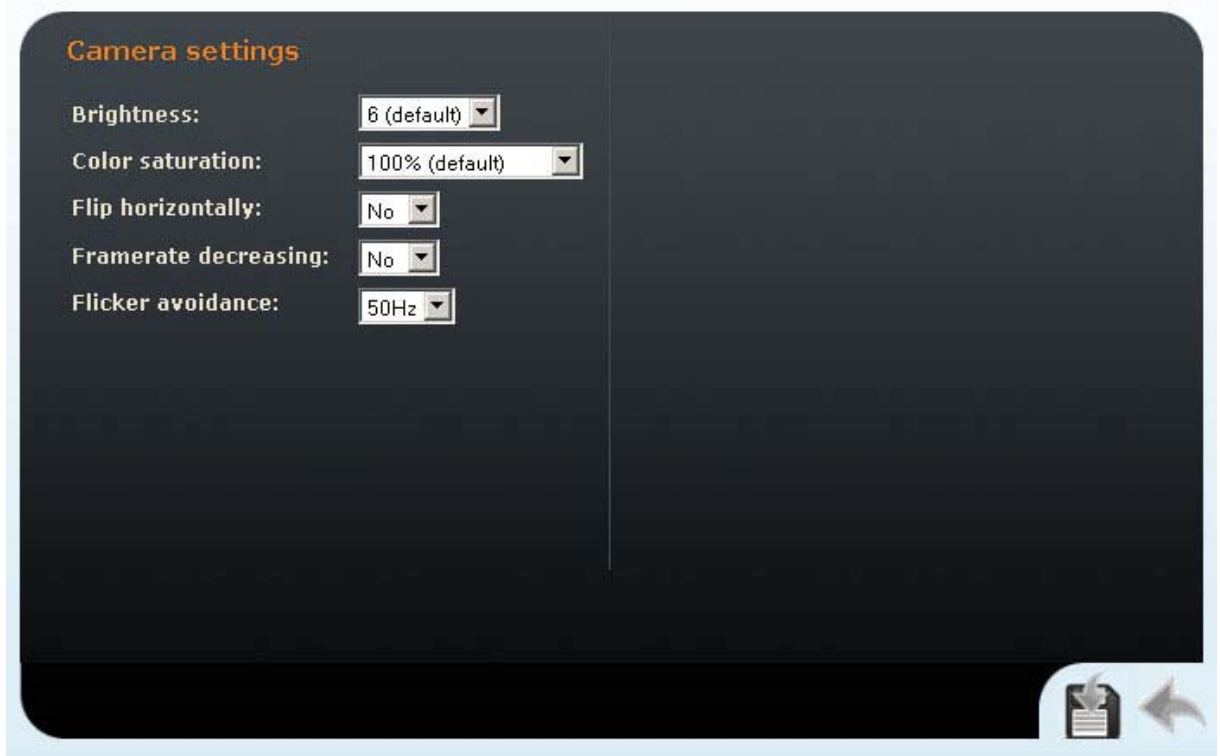 Camera settings
Brightness: 6 (default)
Color saturation: 100% (default)
Flip horizontally: No
Framerate decreasing: No
Flicker avoidance: 50Hz